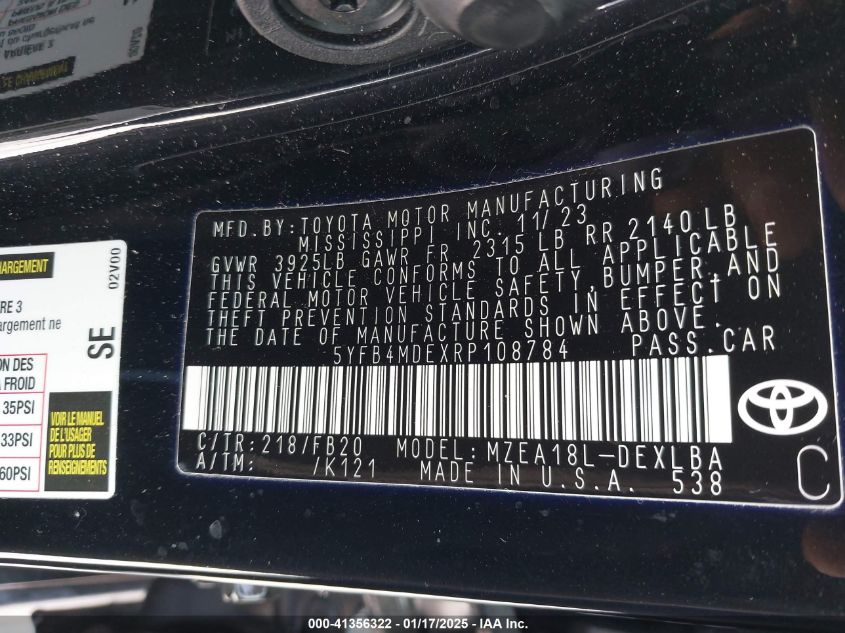 CHARGEMENT
02V00
RE 3
argement ne
SE
ON DES
A FROID
35PSI
33PSI
60PSI
VOIR LE MANUEL
DE L'USAGER
POUR PLUS DE
RENSEIGNEMENTS
MFD. BY: TOYOTA MOTOR MANUFACTURING
MISSISSIPPI INC. 11/23
GVWR 3925LB GAWR FR 2315 LB RR 2140LB
THIS VEHICLE CONFORMS TO ALL APPLICABLE
FEDERAL MOTOR VEHICLE SAFETY, BUMPER, AND
THEFT PREVENTION STANDARDS IN EFFECT ON
THE DATE OF MANUFACTURE SHOWN ABOVE.
5YFB4MDEXRP108784 PASS.CAR
C/TR: 218/FB20 MODEL: MZEA18L-DEXLBA
A/TM: /K121 MADE IN U.S.A. 538
C
000-41356322 - 01/17/2025 - IAA Inc.